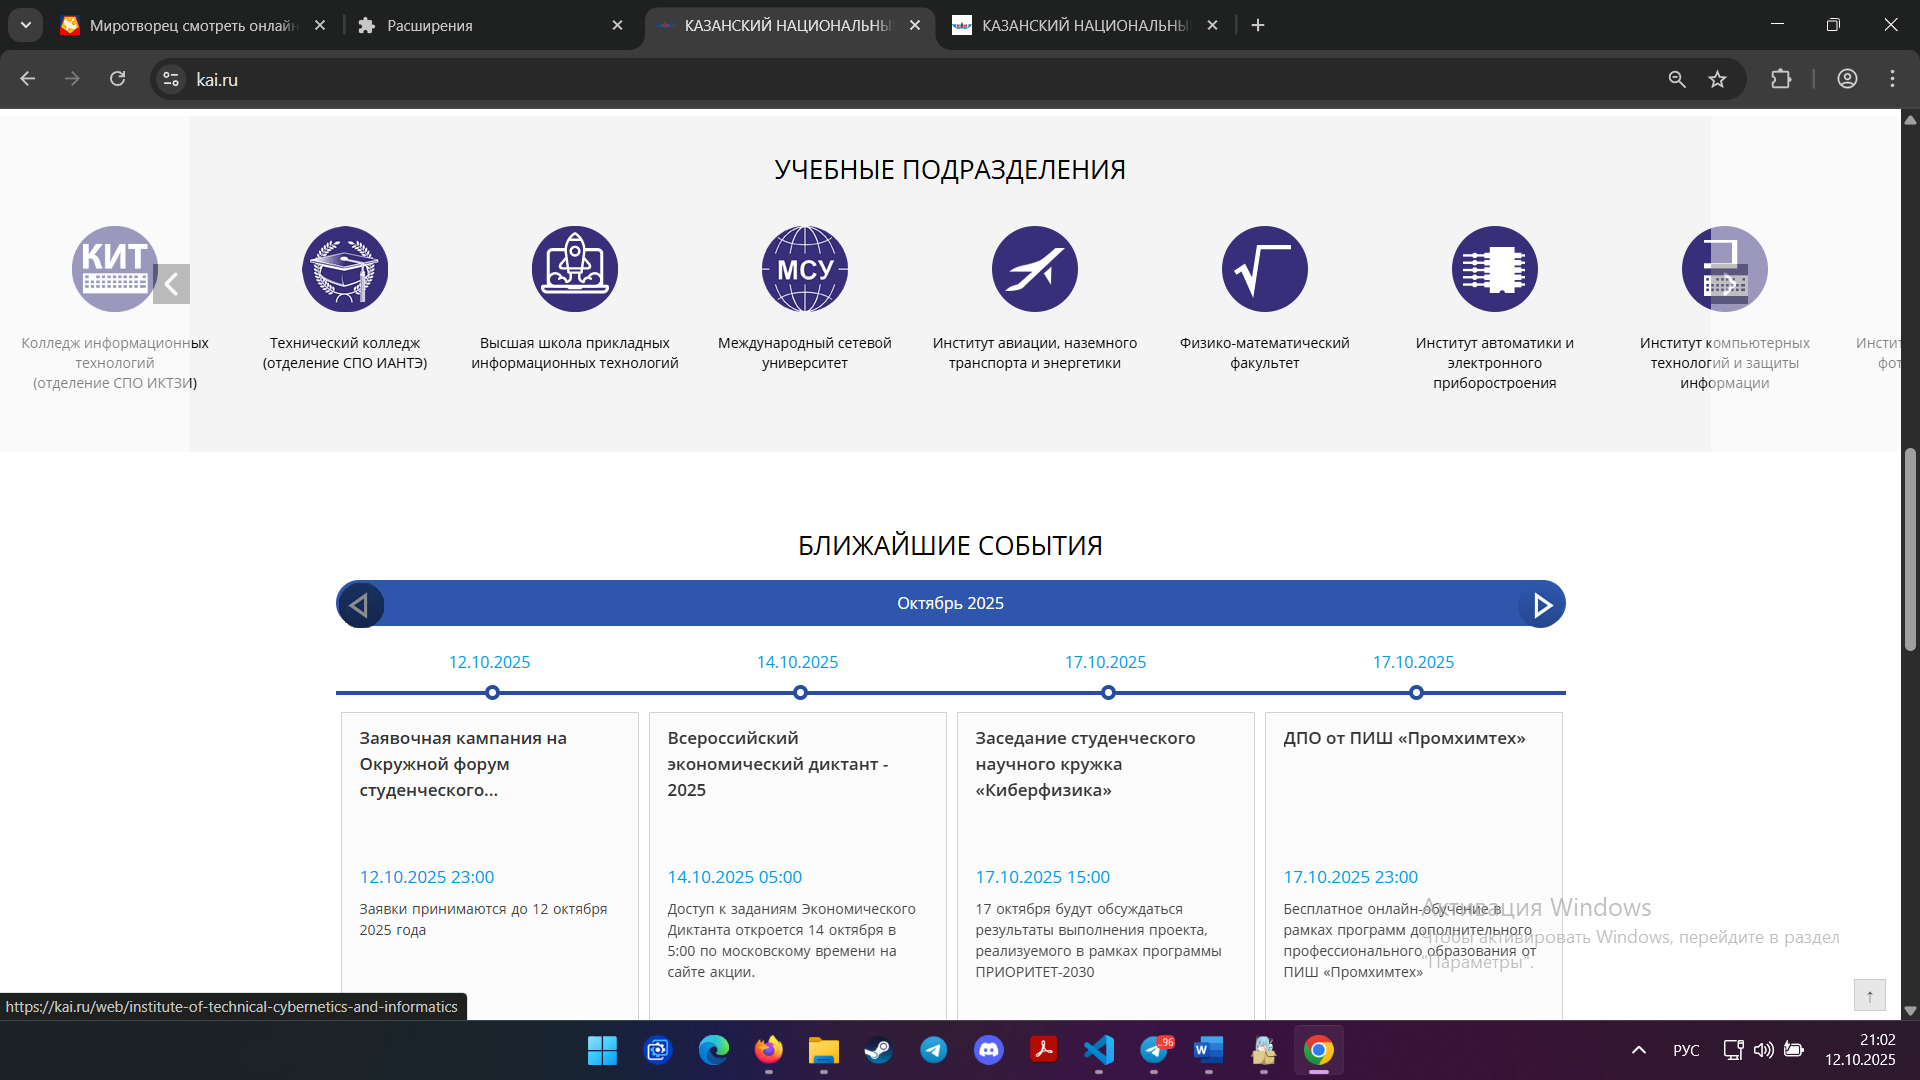 Миротворец смотреть онлайн
Расширения
КАЗАНСКИЙ НАЦИОНАЛЬНЫ
КАЗАНСКИЙ НАЦИОНАЛЬНЫ
kai.ru
УЧЕБНЫЕ ПОДРАЗДЕЛЕНИЯ
КИТ
МСУ
Колледж информационных
технологий
(отделение СПО ИКТЗИ)
Технический колледж
(отделение СПО ИАНТЭ)
Высшая школа прикладных
информационных технологий
Международный сетевой
университет
Институт авиации, наземного
транспорта и энергетики
Физико-математический
факультет
Институт автоматики и
электронного
приборостроения
Институт компьютерных
технологий и защиты
информации
Инстит
фот
БЛИЖАЙШИЕ СОБЫТИЯ
Октябрь 2025
12.10.2025
14.10.2025
17.10.2025
17.10.2025
Заявочная кампания на
Окружной форум
студенческого...
12.10.2025 23:00
Заявки принимаются до 12 октября
2025 года
Всероссийский
экономический диктант -
2025
14.10.2025 05:00
Доступ к заданиям Экономического
Диктанта откроется 14 октября в
5:00 по московскому времени на
сайте акции.
Заседание студенческого
научного кружка
«Киберфизика»
17.10.2025 15:00
17 октября будут обсуждаться
результаты выполнения проекта,
реализуемого в рамках программы
ПРИОРИТЕТ-2030
ДПО от ПИШ «Промхимтех»
17.10.2025 23:00
Бесплатное онлайн-обучение в
рамках программ дополнительного
профессионального образования от
ПИШ «Промхимтех»
Активация Windows
Чтобы активировать Windows, перейдите в раздел
"Параметры".
https://kai.ru/web/institute-of-technical-cybernetics-and-informatics
96
РУС
21:02
12.10.2025